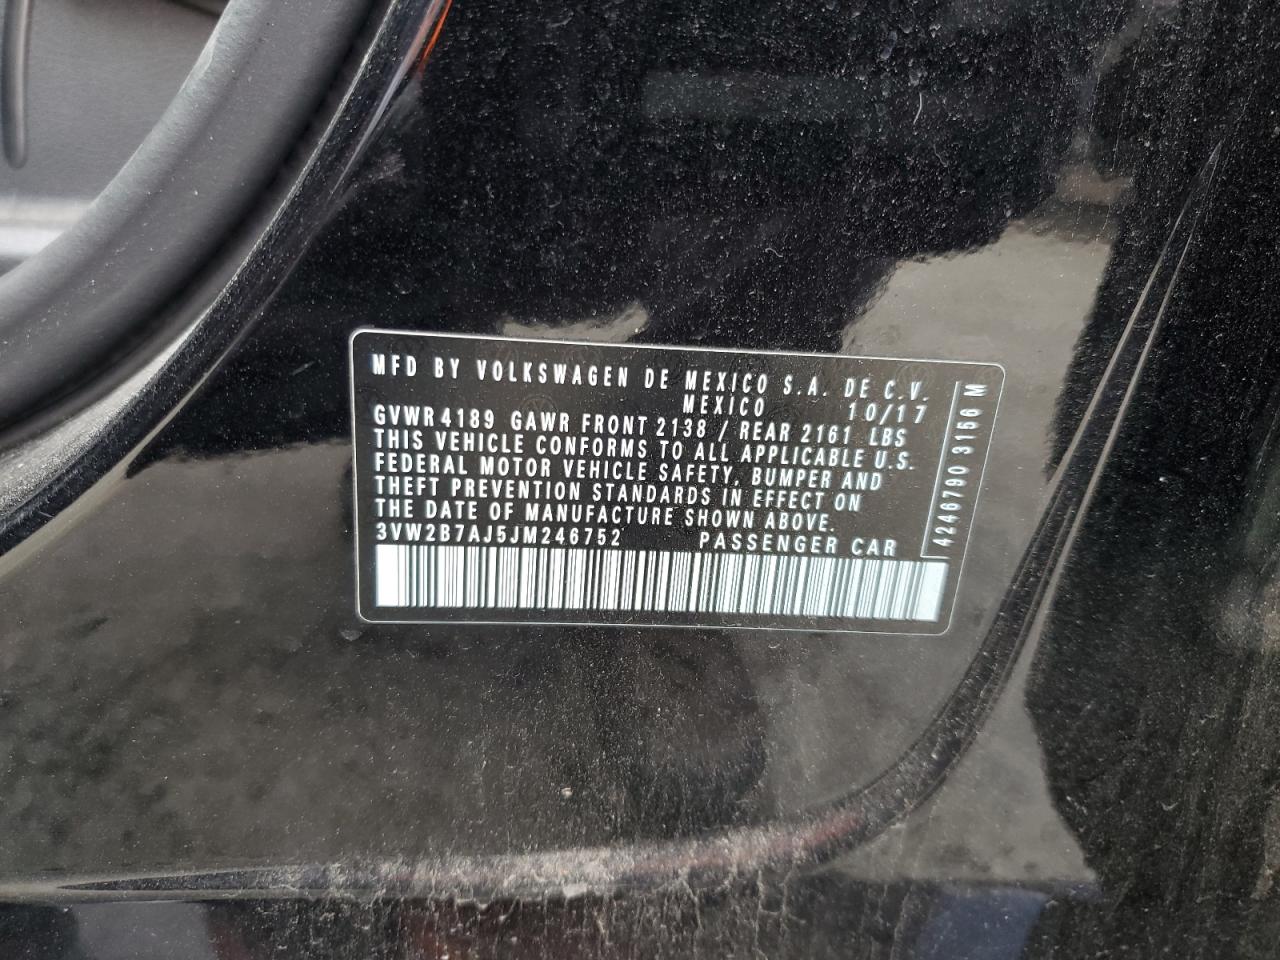 MFD BY VOLKSWAGEN DE MEXICO S.A. DE C.V.
MEXICO 10/17
GVWR 4189 GAWR FRONT 2138 / REAR 2161 LBS
THIS VEHICLE CONFORMS TO ALL APPLICABLE U.S.
FEDERAL MOTOR VEHICLE SAFETY, BUMPER AND
THEFT PREVENTION STANDARDS IN EFFECT ON
THE DATE OF MANUFACTURE SHOWN ABOVE.
3VW2B7AJ5JM246752 PASSENGER CAR
4246790 3156 M